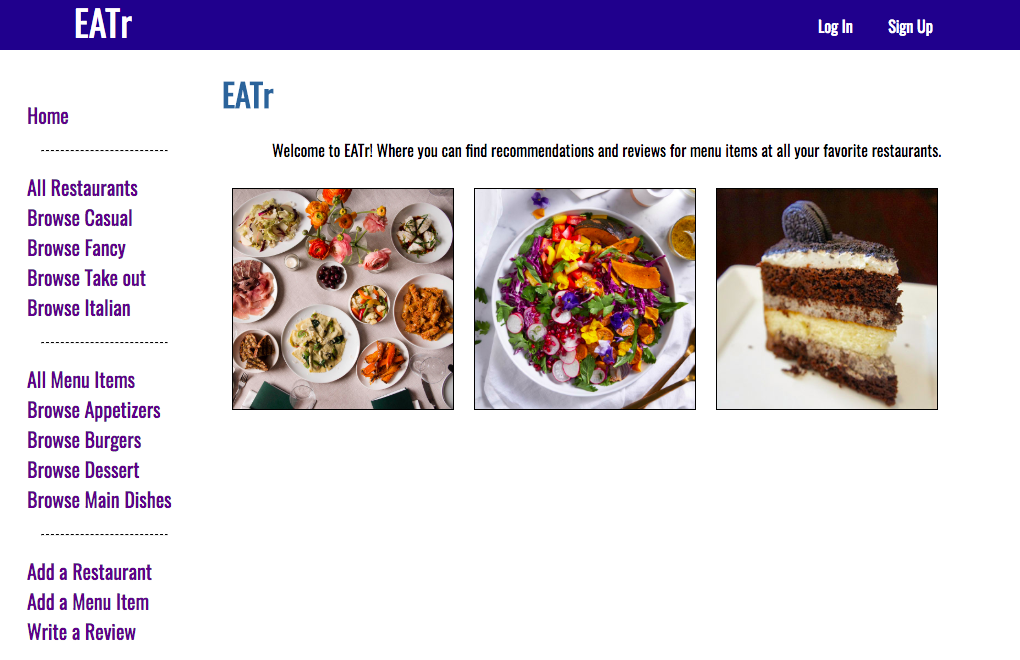 EATr
Log In
Sign Up
Home
--------------------------
All Restaurants
Browse Casual
Browse Fancy
Browse Take out
Browse Italian
--------------------------
All Menu Items
Browse Appetizers
Browse Burgers
Browse Dessert
Browse Main Dishes
--------------------------
Add a Restaurant
Add a Menu Item
Write a Review
EATr
Welcome to EATr! Where you can find recommendations and reviews for menu items at all your favorite restaurants.